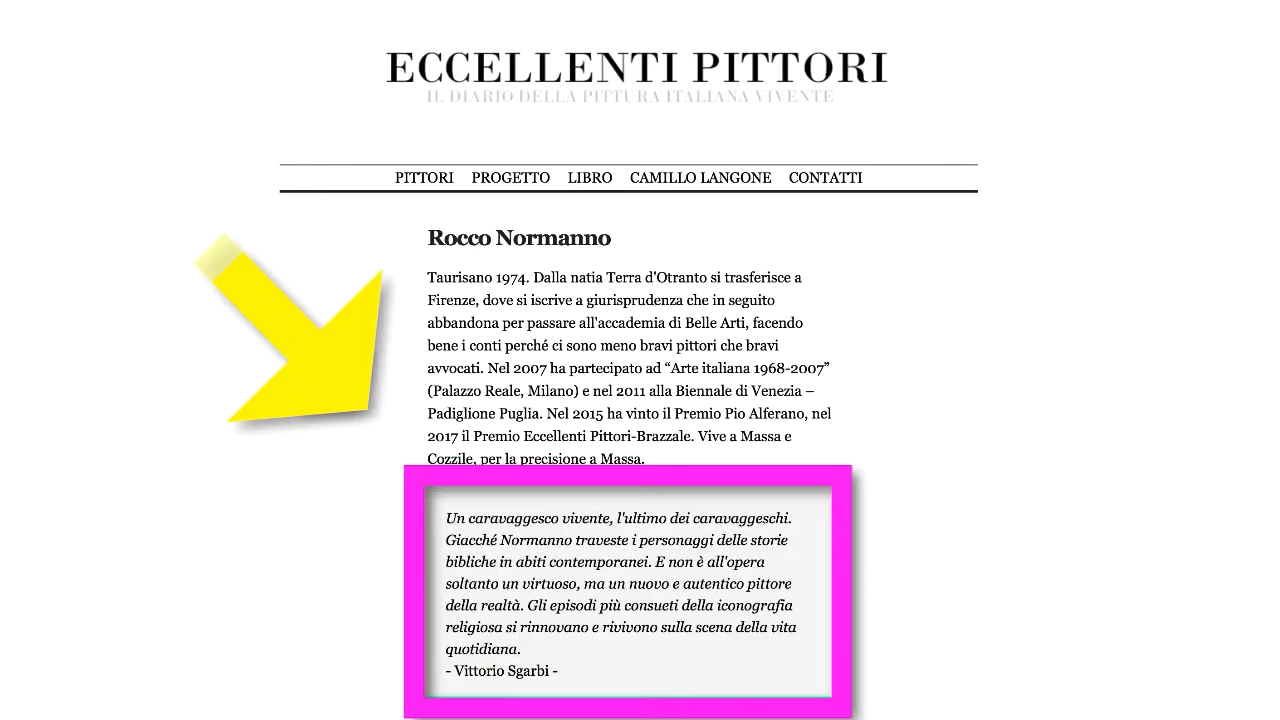 ECCELLENTI PITTORI
IL DIARIO DELLA PITTURA ITALIANA VIVENTE
PITTORI PROGETTO LIBRO CAMILLO LANGONE CONTATTI
Rocco Normanno
Taurisano 1974. Dalla natia Terra d'Otranto si trasferisce a
Firenze, dove si iscrive a giurisprudenza che in seguito
abbandona per passare all'accademia di Belle Arti, facendo
bene i conti perché ci sono meno bravi pittori che bravi
avvocati. Nel 2007 ha partecipato ad “Arte italiana 1968-2007”
(Palazzo Reale, Milano) e nel 2011 alla Biennale di Venezia –
Padiglione Puglia. Nel 2015 ha vinto il Premio Pio Alferano, nel
2017 il Premio Eccellenti Pittori-Brazzale. Vive a Massa e
Cozzile, per la precisione a Massa.
Un caravaggesco vivente, l'ultimo dei caravaggeschi.
Giacché Normanno traveste i personaggi delle storie
bibliche in abiti contemporanei. E non è all'opera
soltanto un virtuoso, ma un nuovo e autentico pittore
della realtà. Gli episodi più consueti della iconografia
religiosa si rinnovano e rivivono sulla scena della vita
quotidiana.
- Vittorio Sgarbi -